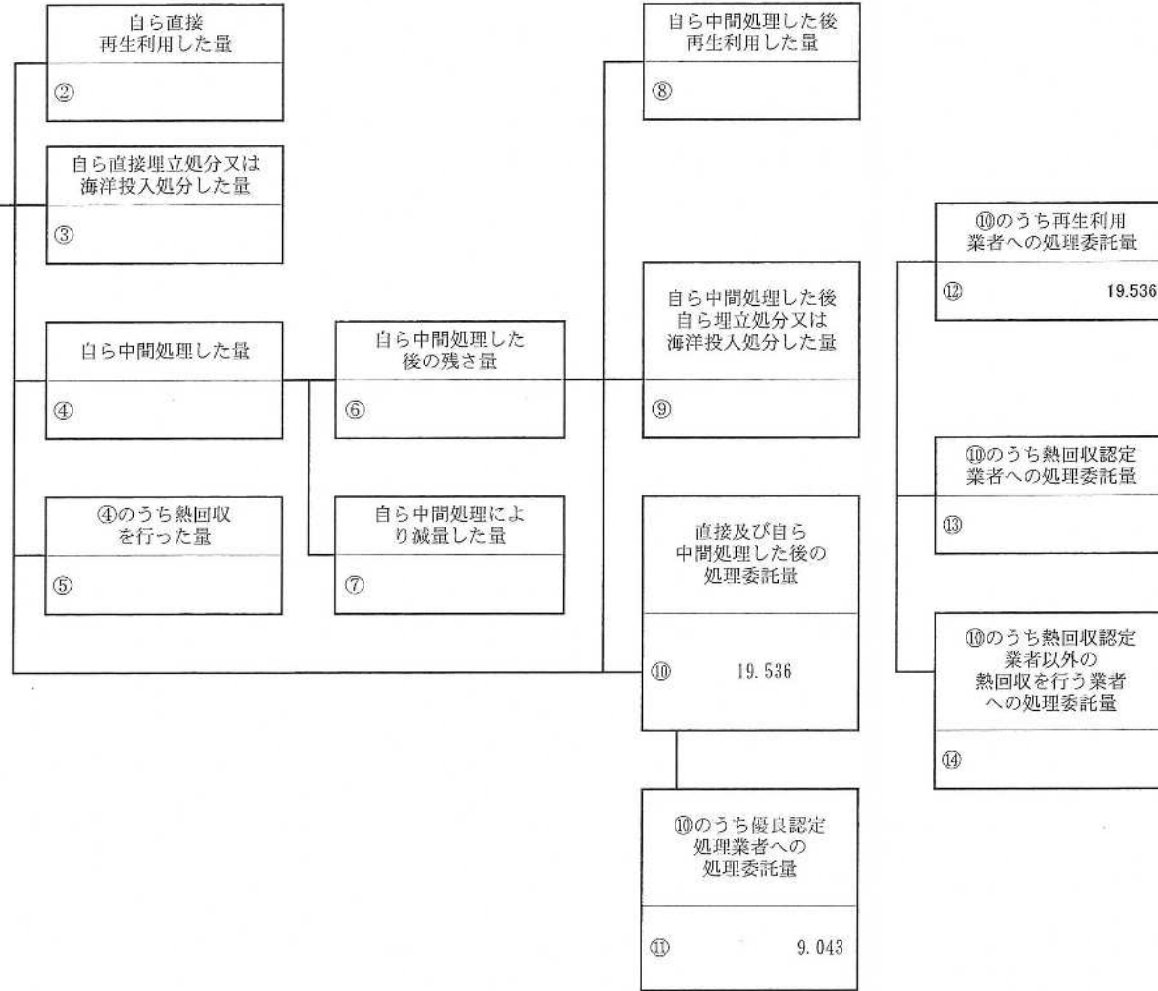 自ら直接
再生利用した量
②
自ら直接埋立処分又は
海洋投入処分した量
③
自ら中間処理した量
④
④のうち熱回収
を行った量
⑤
自ら中間処理した
後の残さ量
⑥
自ら中間処理によ
り減量した量
⑦
自ら中間処理した後
再生利用した量
⑧
自ら中間処理した後
自ら埋立処分又は
海洋投入処分した量
⑨
直接及び自ら
中間処理した後の
処理委託量
⑩ 19.536
⑩のうち優良認定
処理業者への
処理委託量
⑪ 9.043
⑩のうち再生利用
業者への処理委託量
⑫ 19.536
⑩のうち熱回収認定
業者への処理委託量
⑬
⑩のうち熱回収認定
業者以外の
熱回収を行う業者
への処理委託量
⑭